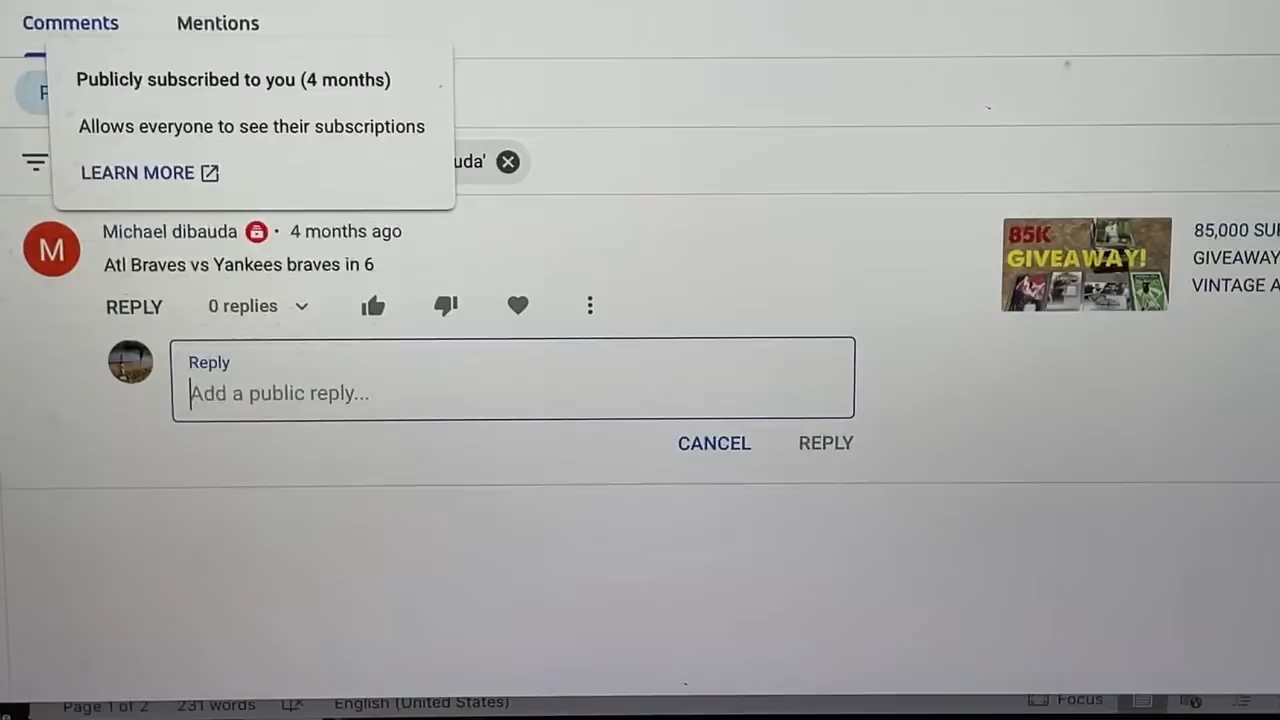 Comments
Mentions
Publicly subscribed to you (4 months)
Allows everyone to see their subscriptions
LEARN MORE
uda'
Michael dibauda • 4 months ago
M
Atl Braves vs Yankees braves in 6
REPLY
0 replies
85K
GIVEAWAY!
85,000 SU
GIVEAWAY
VINTAGE A
Reply
Add a public reply...
CANCEL
REPLY
Page 1 of 2
231 words
English (United States)
Focus